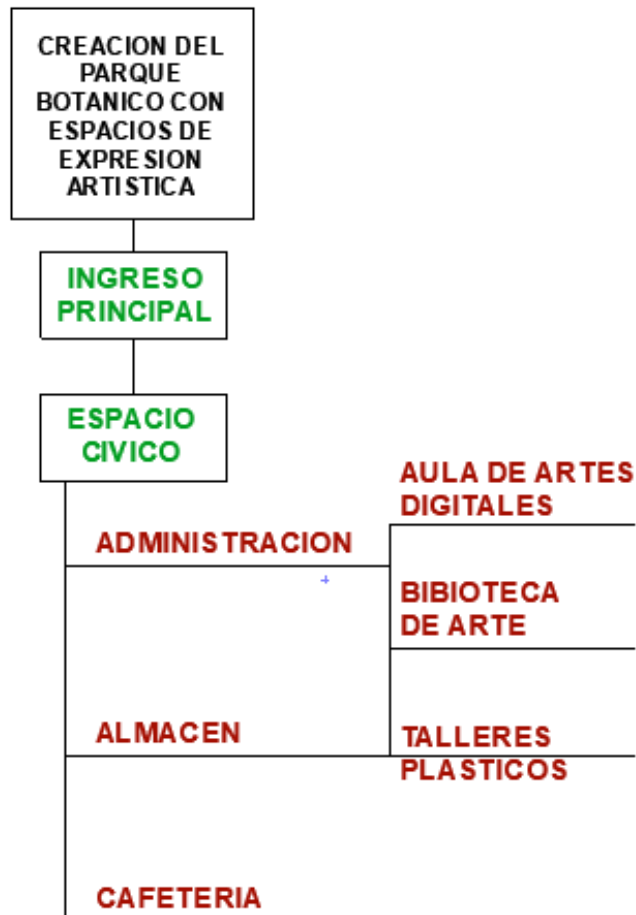 CREACION DEL
PARQUE
BOTANICO CON
ESPACIOS DE
EXPRESION
ARTISTICA
INGRESO
PRINCIPAL
ESPACIO
CIVICO
ADMINISTRACION
AULA DE ARTES
DIGITALES
BIBIOTECA
DE ARTE
ALMACEN
TALLERES
PLASTICOS
CAFETERIA